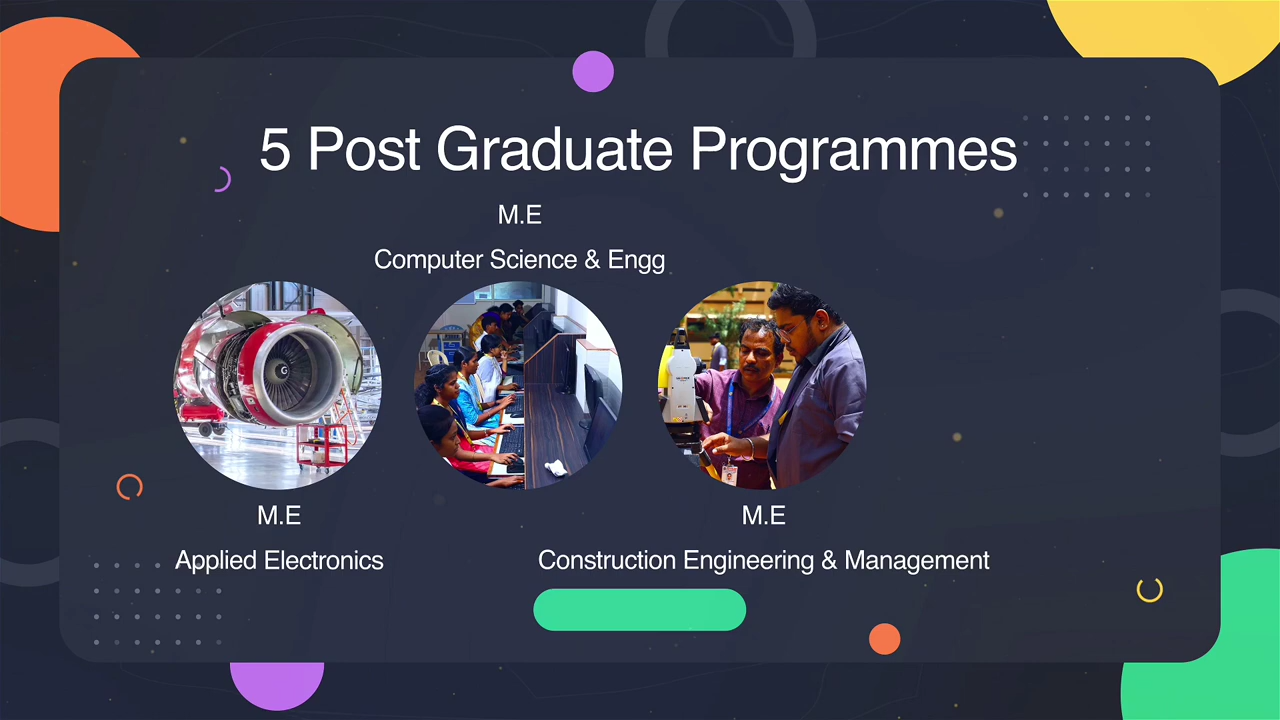 5 Post Graduate Programmes
M.E
Computer Science & Engg
M.E
Applied Electronics
M.E
Construction Engineering & Management